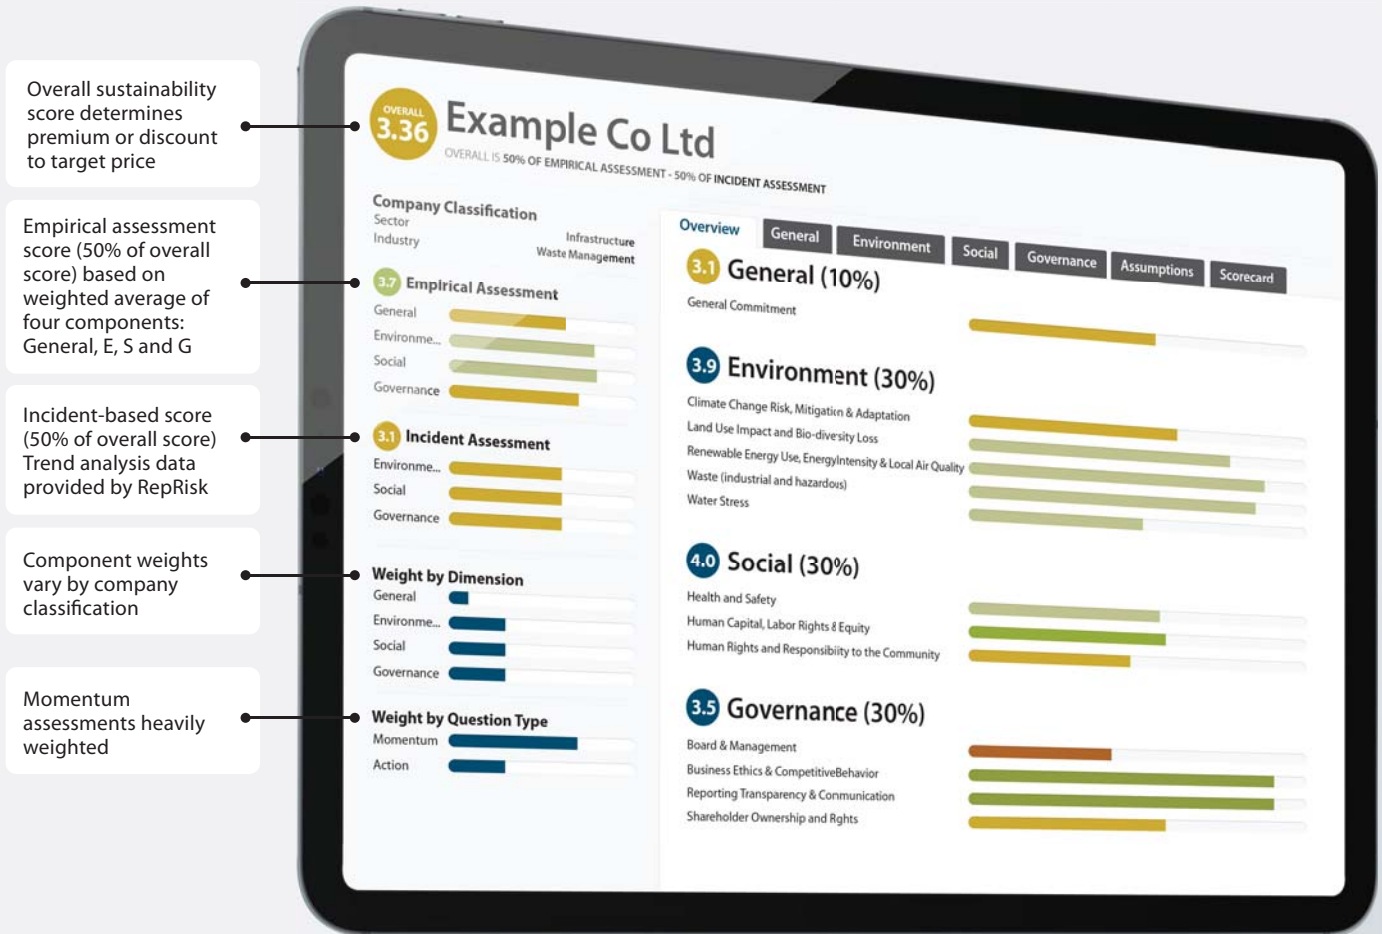 Overall sustainability
score determines
premium or discount
to target price
Empirical assessment
score (50% of overall
score) based on
weighted average of
four components:
General, E, S and G
Incident-based score
(50% of overall score)
Trend analysis data
provided by RepRisk
Component weights
vary by company
classification
Momentum
assessments heavily
weighted
OVERALL
3.36
Example Co Ltd
OVERALL IS 50% OF EMPIRICAL ASSESSMENT - 50% OF INCIDENT ASSESSMENT
Company Classification
Sector Infrastructure
Industry Waste Management
3.7 Empirical Assessment
General
Environme...
Social
Governance
3.1 Incident Assessment
Environme...
Social
Governance
Weight by Dimension
General
Environme...
Social
Governance
Weight by Question Type
Momentum
Action
Overview General Environment Social Governance Assumptions Scorecard
3.1 General (10%)
General Commitment
3.9 Environment (30%)
Climate Change Risk, Mitigation & Adaptation
Land Use Impact and Bio-diversity Loss
Renewable Energy Use, EnergyIntensity & Local Air Quality
Waste (industrial and hazardous)
Water Stress
4.0 Social (30%)
Health and Safety
Human Capital, Labor Rights & Equity
Human Rights and Responsibiity to the Community
3.5 Governance (30%)
Board & Management
Business Ethics & CompetitiveBehavior
Reporting Transparency & Communication
Shareholder Ownership and Rghts